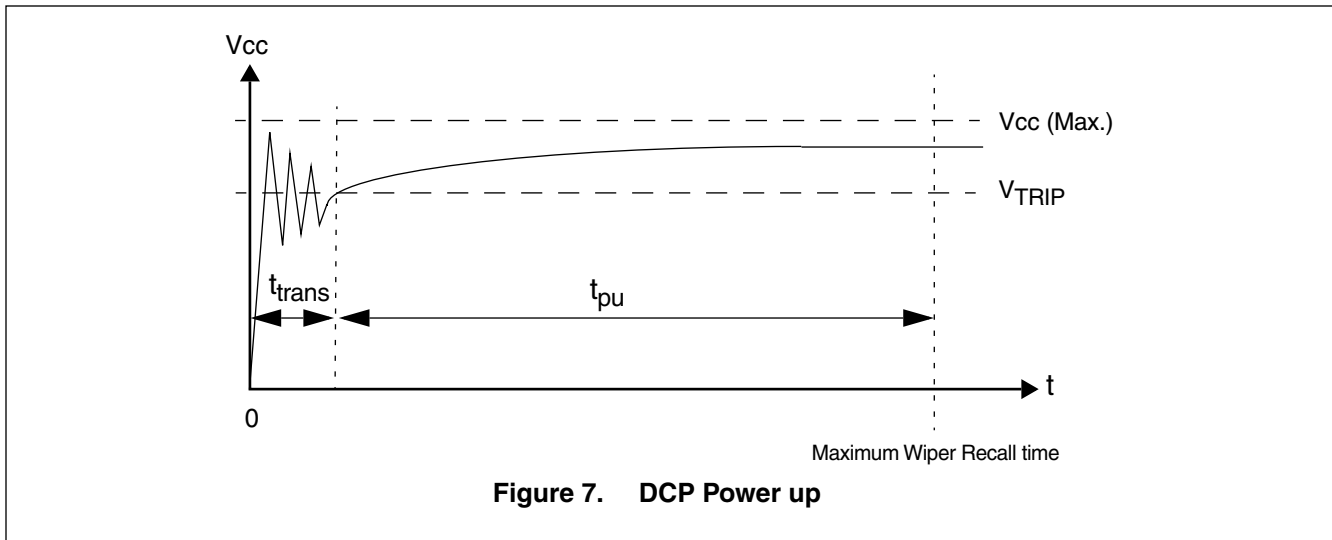 Vcc
Vcc (Max.)
VTRIP
ttrans
tpu
t
0
Maximum Wiper Recall time
Figure 7. DCP Power up